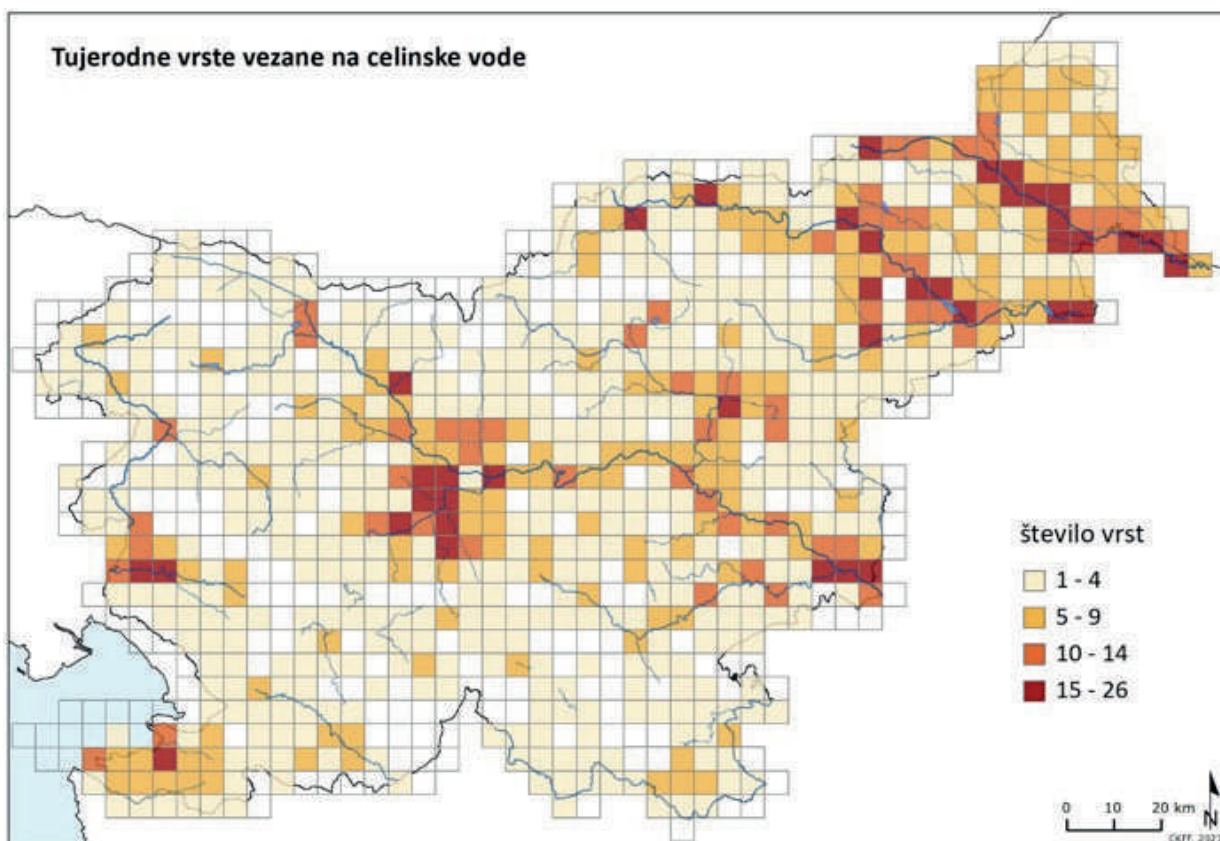 Tujerodne vrste vezane na celinske vode
število vrst
1 - 4
5 - 9
10 - 14
15 - 26
0 10 20 km
N